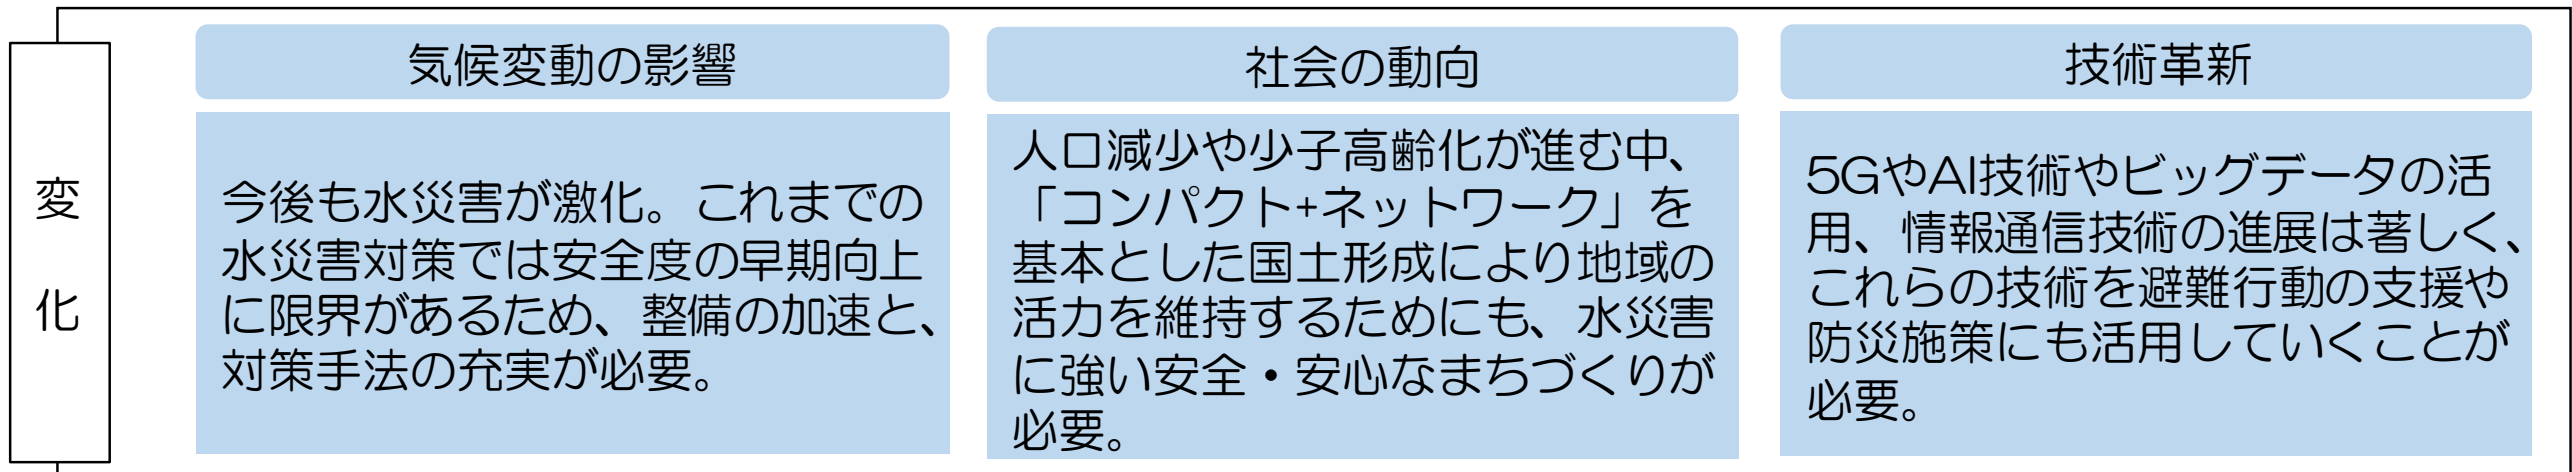 変
化
気候変動の影響
今後も水災害が激化。これまでの
水災害対策では安全度の早期向上
に限界があるため、整備の加速と、
対策手法の充実が必要。
社会の動向
人口減少や少子高齢化が進む中、
「コンパクト+ネットワーク」を
基本とした国土形成により地域の
活力を維持するためにも、水災害
に強い安全・安心なまちづくりが
必要。
技術革新
5GやAI技術やビッグデータの活
用、情報通信技術の進展は著しく、
これらの技術を避難行動の支援や
防災施策にも活用していくことが
必要。